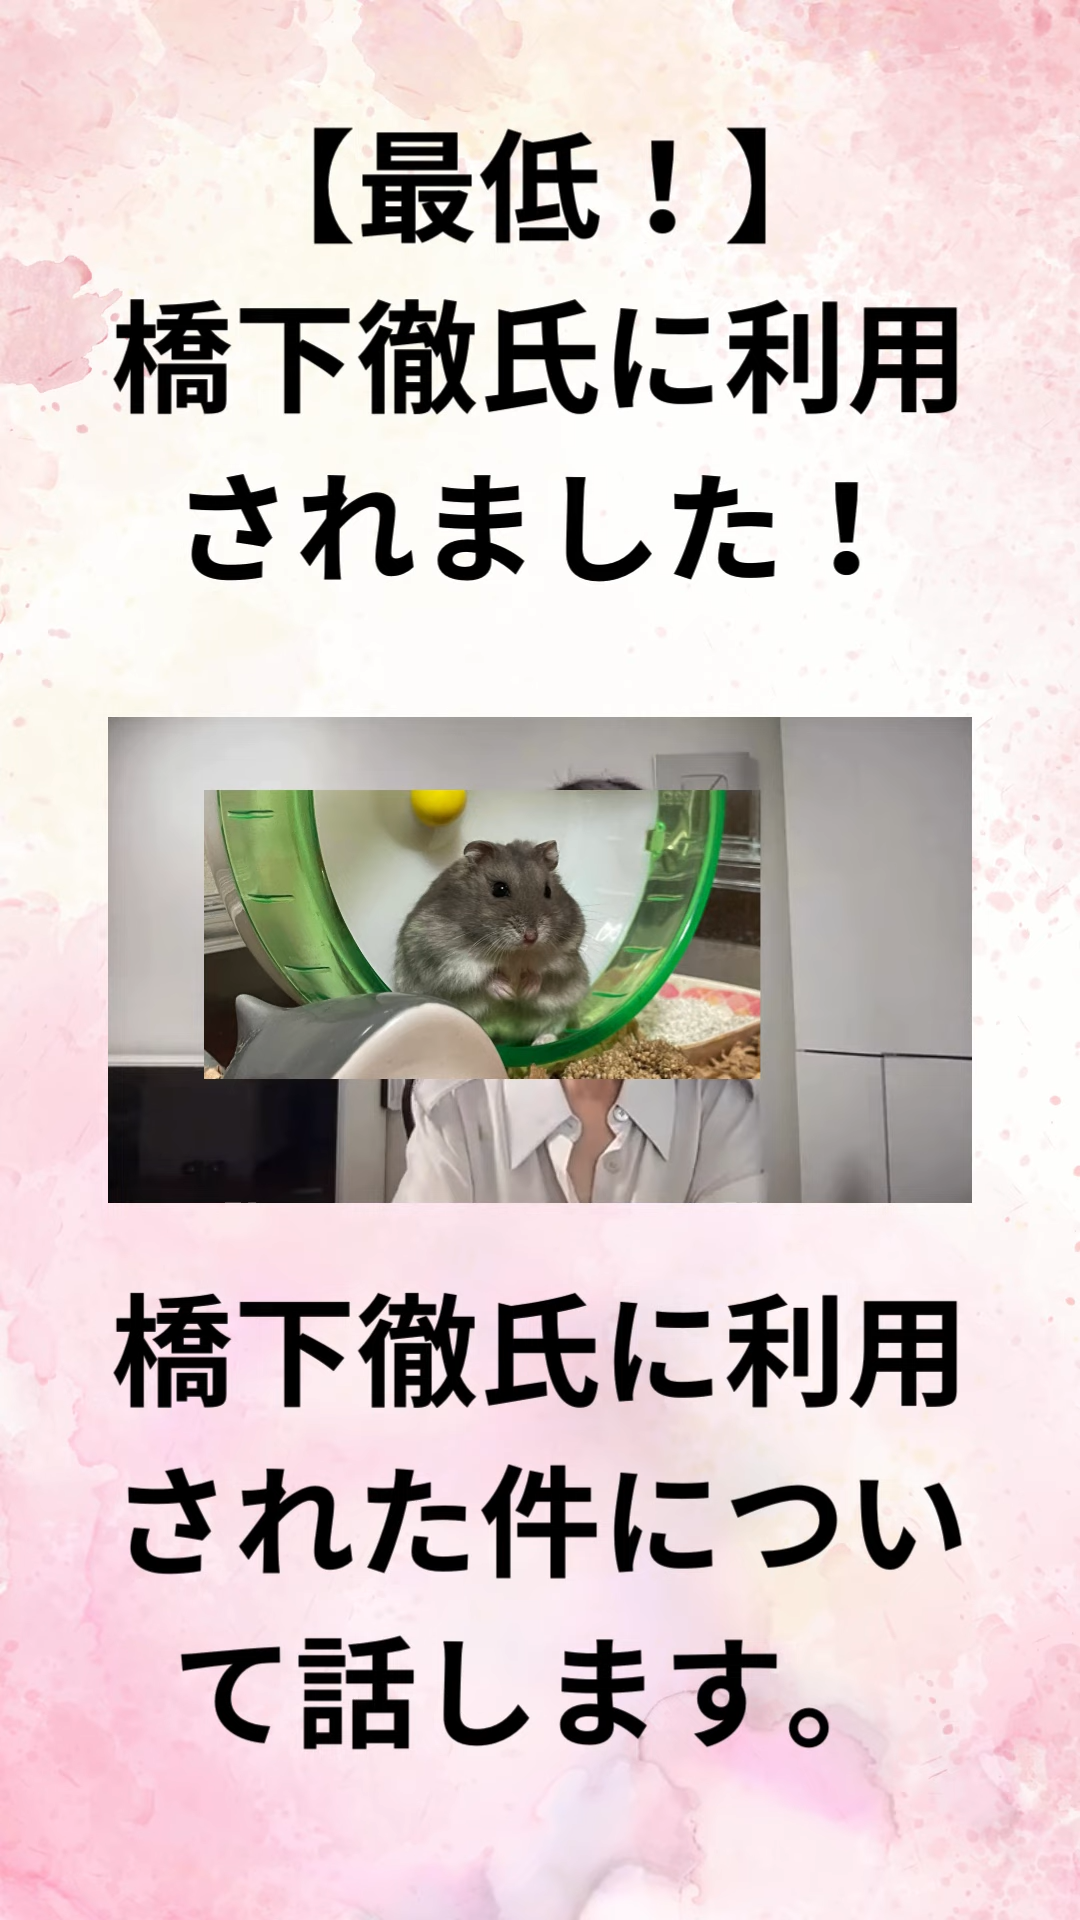 【最低！】
橋下徹氏に利用
されました！
橋下徹氏に利用
された件につい
て話します。